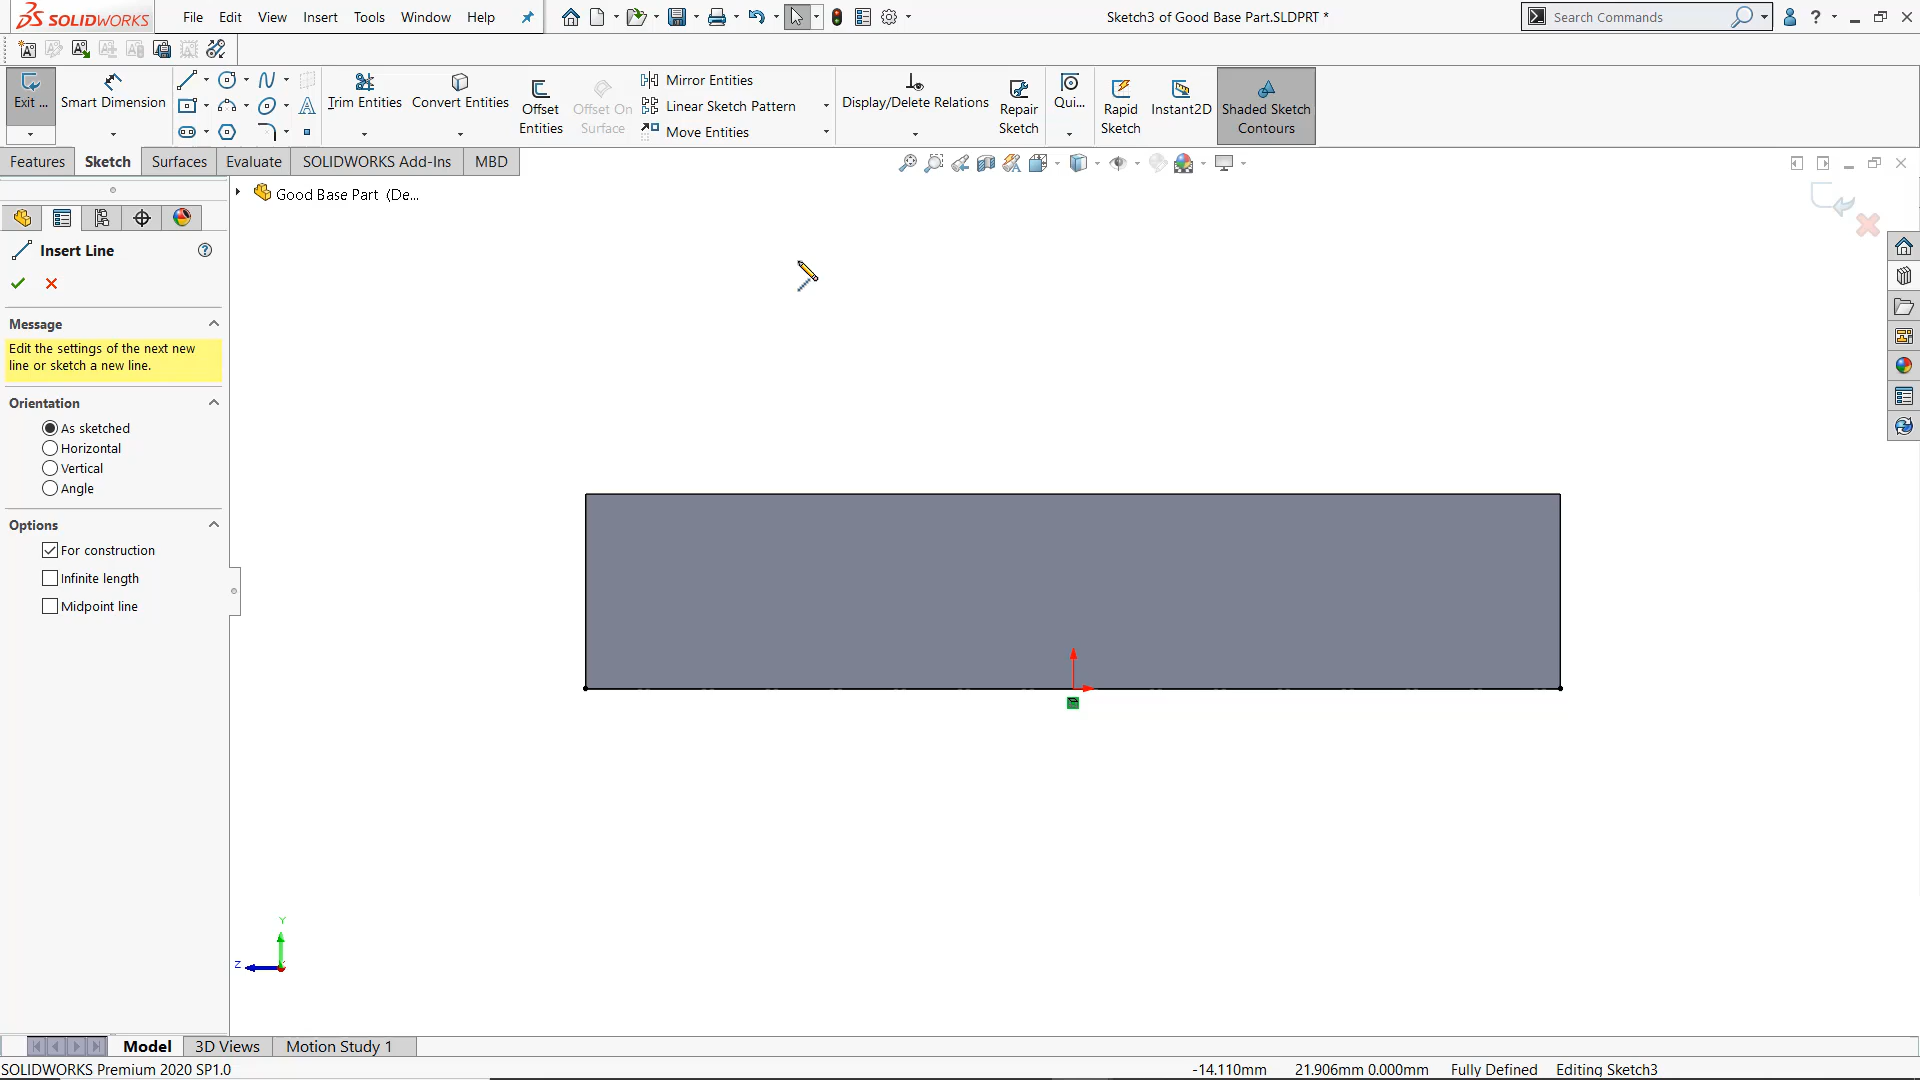 SOLIDWORKS
File Edit View Insert Tools Window Help
Sketch3 of Good Base Part.SLDPRT *
Search Commands
Exit ...
Smart Dimension
Trim Entities
Convert Entities
Offset Entities
Offset On Surface
Mirror Entities
Linear Sketch Pattern
Move Entities
Display/Delete Relations
Repair Sketch
Qui...
Rapid Sketch
Instant2D
Shaded Sketch Contours
Features Sketch Surfaces Evaluate SOLIDWORKS Add-Ins MBD
Good Base Part (De...
Insert Line
Message
Edit the settings of the next new
line or sketch a new line.
Orientation
As sketched
Horizontal
Vertical
Angle
Options
For construction
Infinite length
Midpoint line
Y
Z
Model 3D Views Motion Study 1
SOLIDWORKS Premium 2020 SP1.0
-14.110mm 21.906mm 0.000mm Fully Defined Editing Sketch3